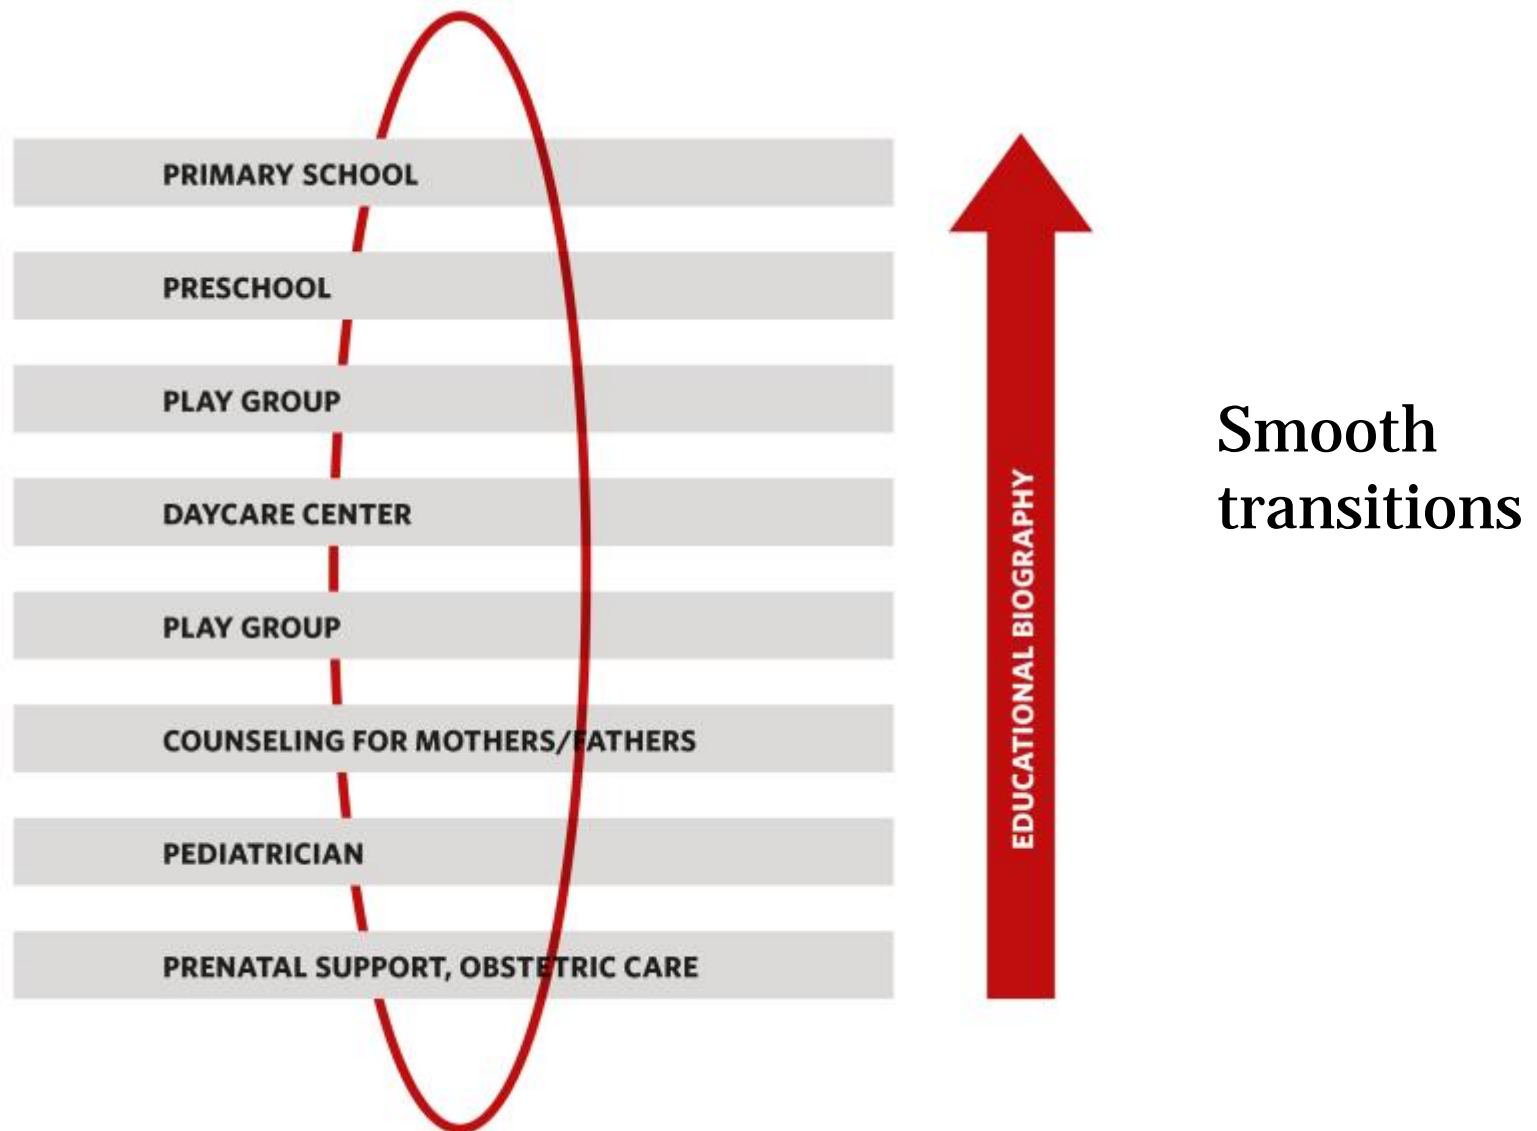 PRIMARY SCHOOL
PRESCHOOL
PLAY GROUP
DAYCARE CENTER
PLAY GROUP
COUNSELING FOR MOTHERS/FATHERS
PEDIATRICIAN
PRENATAL SUPPORT, OBSTETRIC CARE
EDUCATIONAL BIOGRAPHY
Smooth
transitions